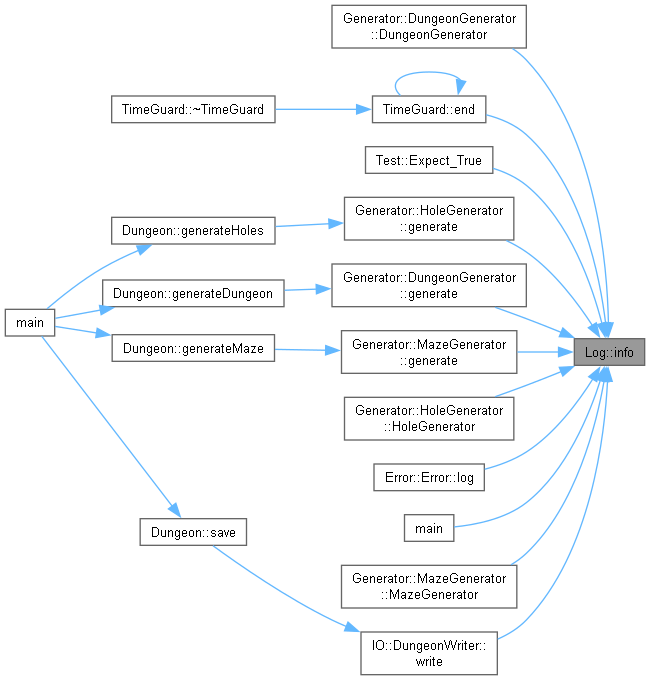 Generator::DungeonGenerator
::DungeonGenerator
TimeGuard::~TimeGuard
TimeGuard::end
Test::Expect_True
Dungeon::generateHoles
Generator::HoleGenerator
::generate
Dungeon::generateDungeon
Generator::DungeonGenerator
::generate
main
Dungeon::generateMaze
Generator::MazeGenerator
::generate
Log::info
Generator::HoleGenerator
::HoleGenerator
Error::Error::log
main
Dungeon::save
Generator::MazeGenerator
::MazeGenerator
IO::DungeonWriter::
write